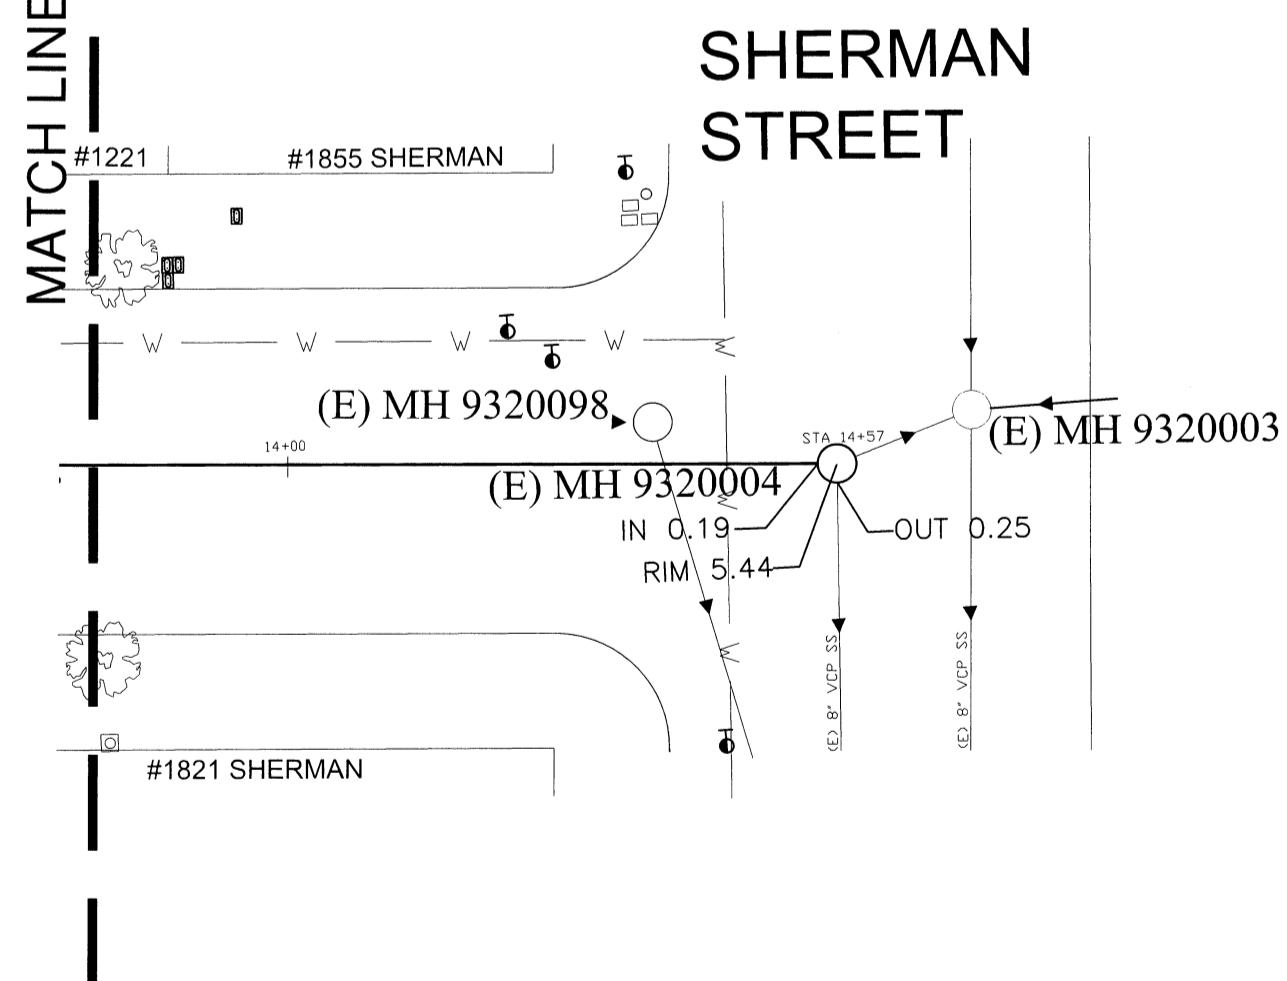 MATCH LINE
SHERMAN
STREET
#1221
#1855 SHERMAN
W W W W
W
(E) MH 9320098
(E) MH 9320003
STA 14+57
14+00
(E) MH 9320004
W
IN 0.19
OUT 0.25
RIM 5.44
W
(E) 8" VCP SS
(E) 8" VCP SS
#1821 SHERMAN